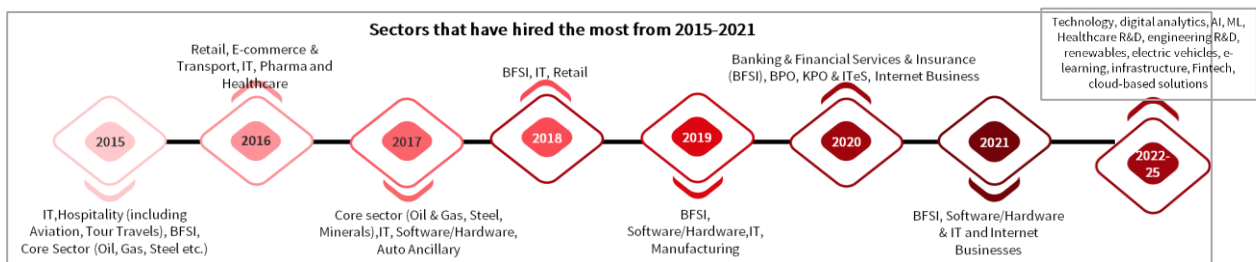 Sectors that have hired the most from 2015-2021
2015
IT,Hospitality (including
Aviation, Tour Travels), BFSI,
Core Sector (Oil, Gas, Steel etc.)
Retail, E-commerce &
Transport, IT, Pharma and
Healthcare
2016
2017
Core sector (Oil & Gas, Steel,
Minerals),IT, Software/Hardware,
Auto Ancillary
BFSI, IT, Retail
2018
2019
BFSI,
Software/Hardware,IT,
Manufacturing
Banking & Financial Services & Insurance
(BFSI), BPO, KPO & ITeS, Internet Business
2020
2021
BFSI, Software/Hardware
& IT and Internet
Businesses
Technology, digital analytics, AI, ML,
Healthcare R&D, engineering R&D,
renewables, electric vehicles, e-
learning, infrastructure, Fintech,
cloud-based solutions
2022-
25